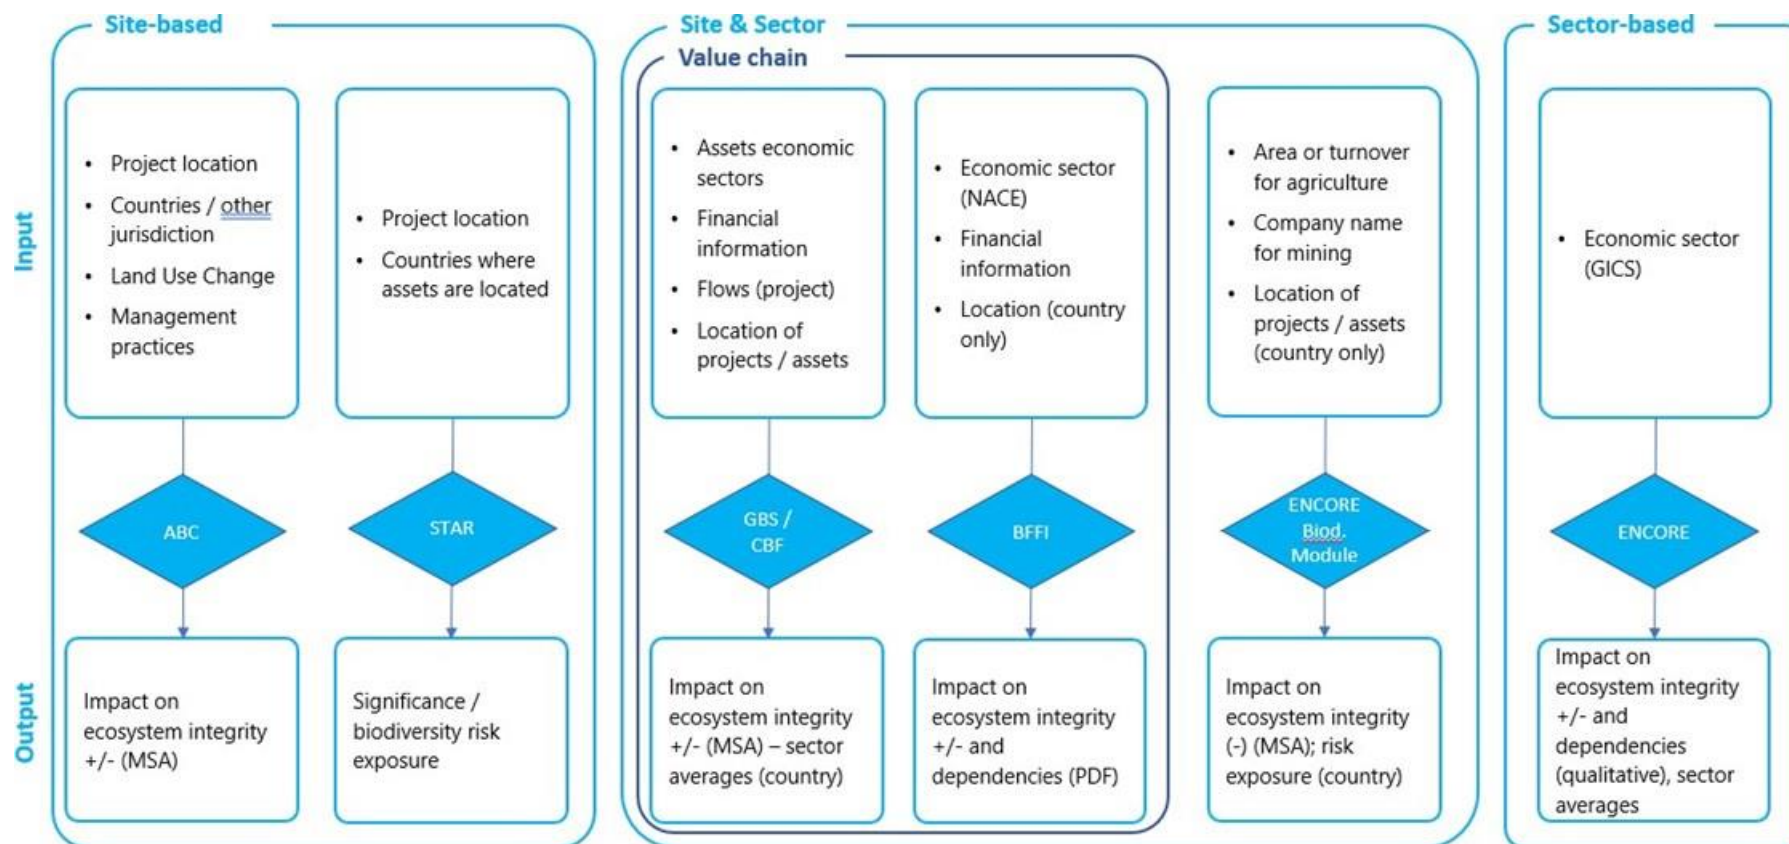 Site-based
Site & Sector
Sector-based
Value chain
Input
• Project location
• Countries / other
jurisdiction
• Land Use Change
• Management
practices
• Project location
• Countries where
assets are located
• Assets economic
sectors
• Financial
information
• Flows (project)
• Location of
projects / assets
• Economic sector
(NACE)
• Financial
information
• Location (country
only)
• Area or turnover
for agriculture
• Company name
for mining
• Location of
projects / assets
(country only)
• Economic sector
(GICS)
ABC
STAR
GBS /
CBF
BFFI
ENCORE
Biod.
Module
ENCORE
Output
Impact on
ecosystem integrity
+/- (MSA)
Significance /
biodiversity risk
exposure
Impact on
ecosystem integrity
+/- (MSA) – sector
averages (country)
Impact on
ecosystem integrity
+/- and
dependencies (PDF)
Impact on
ecosystem integrity
(-) (MSA); risk
exposure (country)
Impact on
ecosystem integrity
+/- and
dependencies
(qualitative), sector
averages